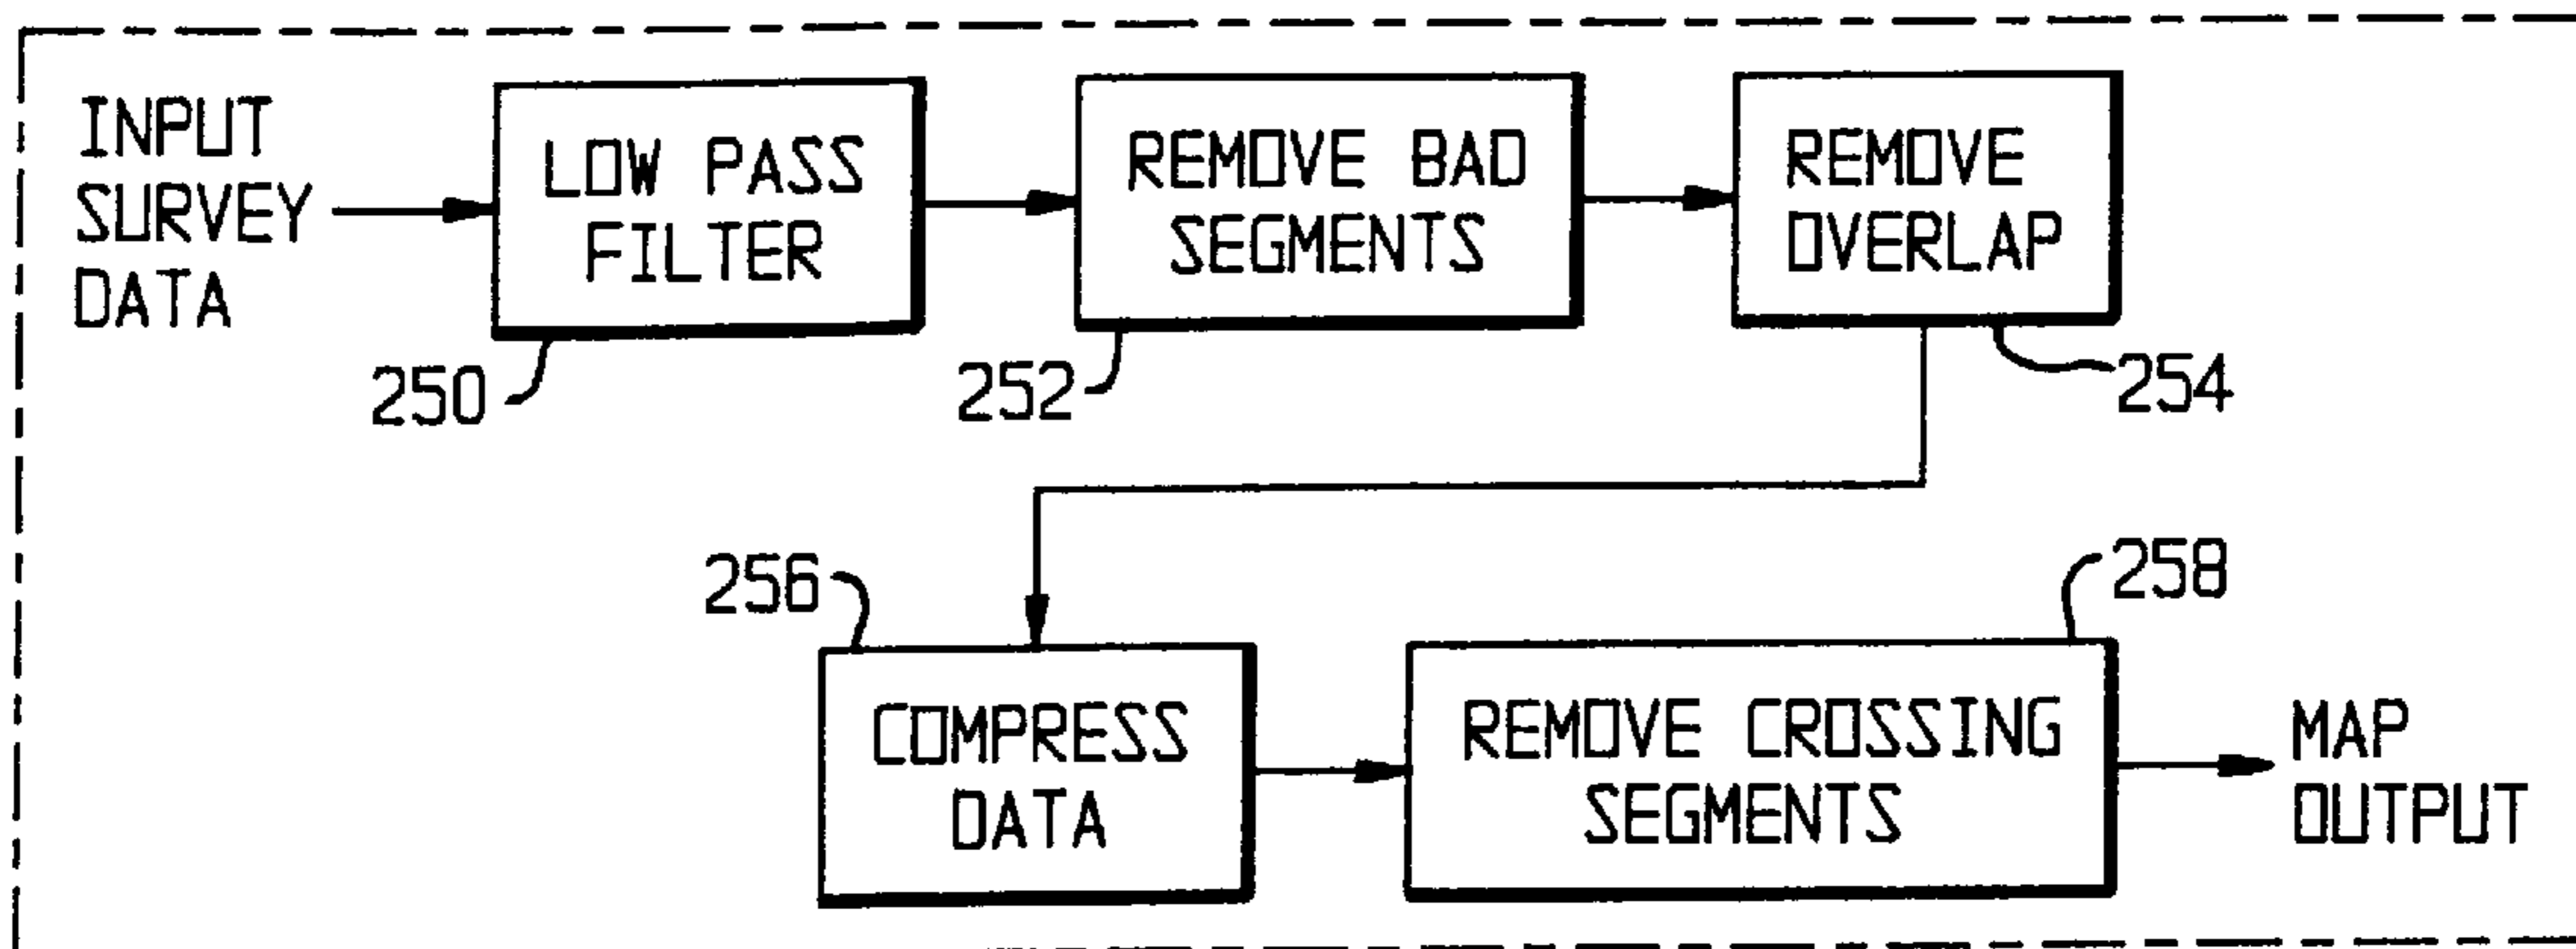 INPUT
SURVEY
DATA
LOW PASS
FILTER
250
REMOVE BAD
SEGMENTS
252
REMOVE
OVERLAP
254
256
COMPRESS
DATA
258
REMOVE CROSSING
SEGMENTS
MAP
OUTPUT